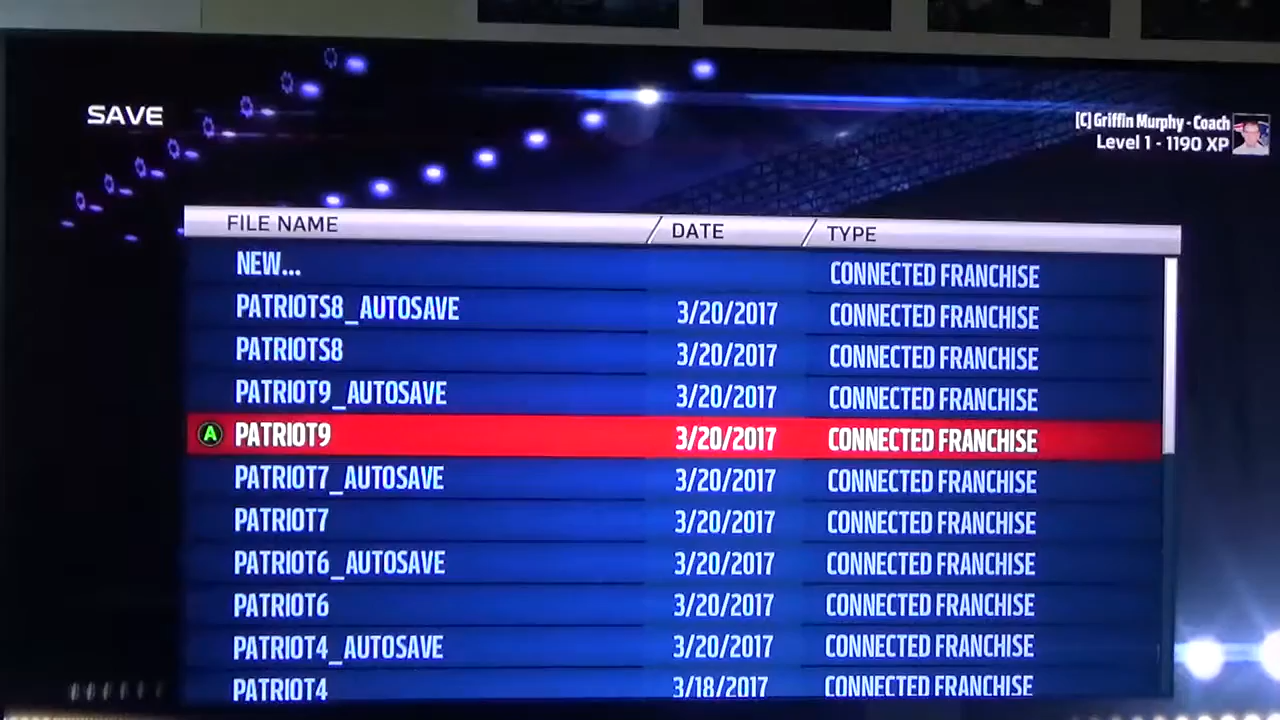 SAVE
[C] Griffin Murphy - Coach
Level 1 - 1190 XP
FILE NAME / DATE / TYPE
NEW... CONNECTED FRANCHISE
PATRIOTS8_AUTOSAVE 3/20/2017 CONNECTED FRANCHISE
PATRIOTS8 3/20/2017 CONNECTED FRANCHISE
PATRIOT9_AUTOSAVE 3/20/2017 CONNECTED FRANCHISE
A PATRIOT9 3/20/2017 CONNECTED FRANCHISE
PATRIOT7_AUTOSAVE 3/20/2017 CONNECTED FRANCHISE
PATRIOT7 3/20/2017 CONNECTED FRANCHISE
PATRIOT6_AUTOSAVE 3/20/2017 CONNECTED FRANCHISE
PATRIOT6 3/20/2017 CONNECTED FRANCHISE
PATRIOT4_AUTOSAVE 3/20/2017 CONNECTED FRANCHISE
PATRIOT4 3/18/2017 CONNECTED FRANCHISE